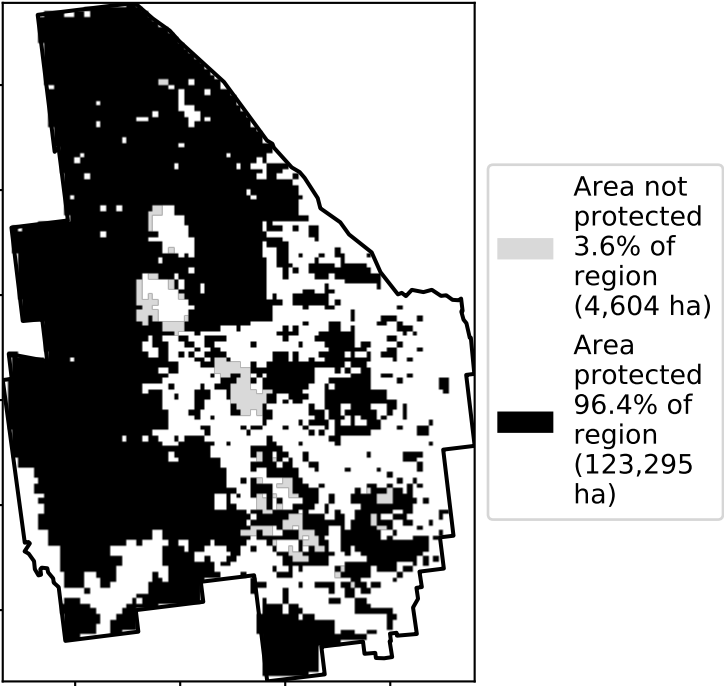 Area not
protected
3.6% of
region
(4,604 ha)
Area
protected
96.4% of
region
(123,295
ha)